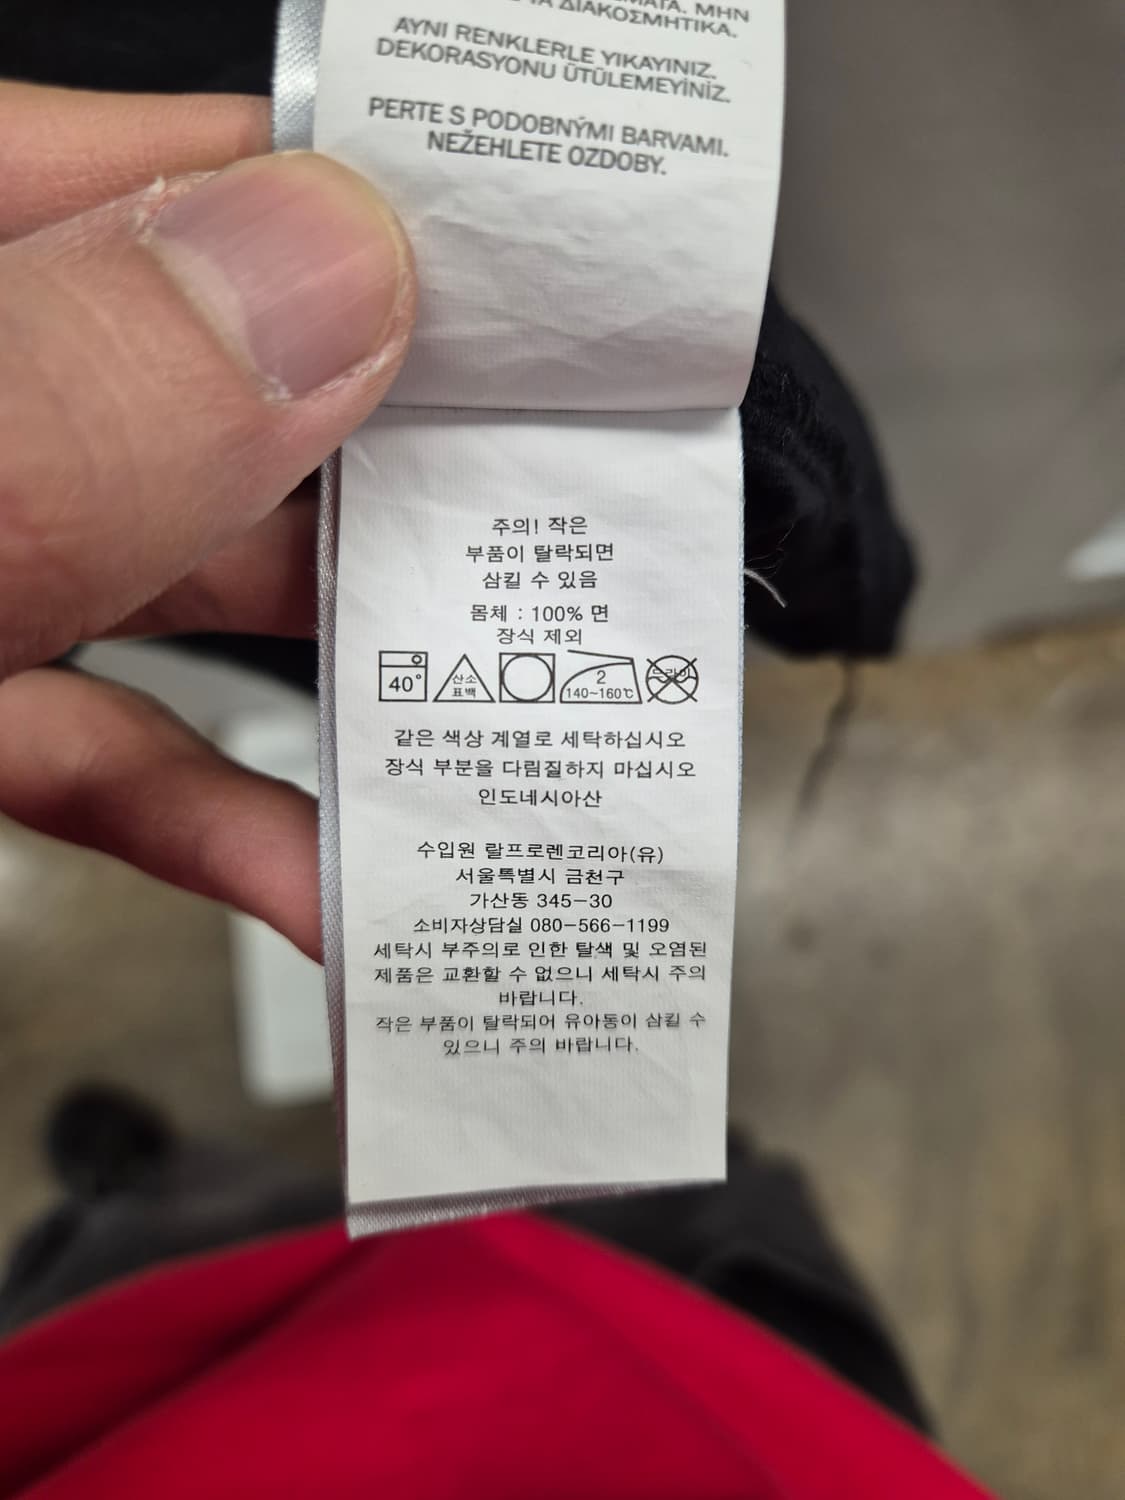 ΔΙΑΚΟΣΜΗΤΙΚΑ. ΜΗΝ
AYNI RENKLERLE YIKAYINIZ.
DEKORASYONU ÜTÜLEMEYİNİZ.
PERTE S PODOBNÝMI BARVAMI.
NEŽEHLETE OZDOBY.
주의! 작은
부품이 탈락되면
삼킬 수 있음
몸체 : 100% 면
장식 제외
40°
산소
표백
2
140~160℃
드라이
같은 색상 계열로 세탁하십시오
장식 부분을 다림질하지 마십시오
인도네시아산
수입원 랄프로렌코리아(유)
서울특별시 금천구
가산동 345-30
소비자상담실 080-566-1199
세탁시 부주의로 인한 탈색 및 오염된
제품은 교환할 수 없으니 세탁시 주의
바랍니다.
작은 부품이 탈락되어 유아동이 삼킬 수
있으니 주의 바랍니다.